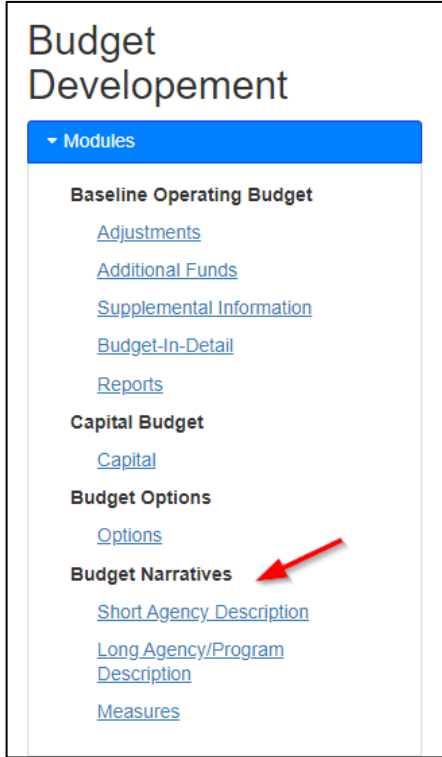 Budget
Developement
Modules
Baseline Operating Budget
Adjustments
Additional Funds
Supplemental Information
Budget-In-Detail
Reports
Capital Budget
Capital
Budget Options
Options
Budget Narratives
Short Agency Description
Long Agency/Program
Description
Measures